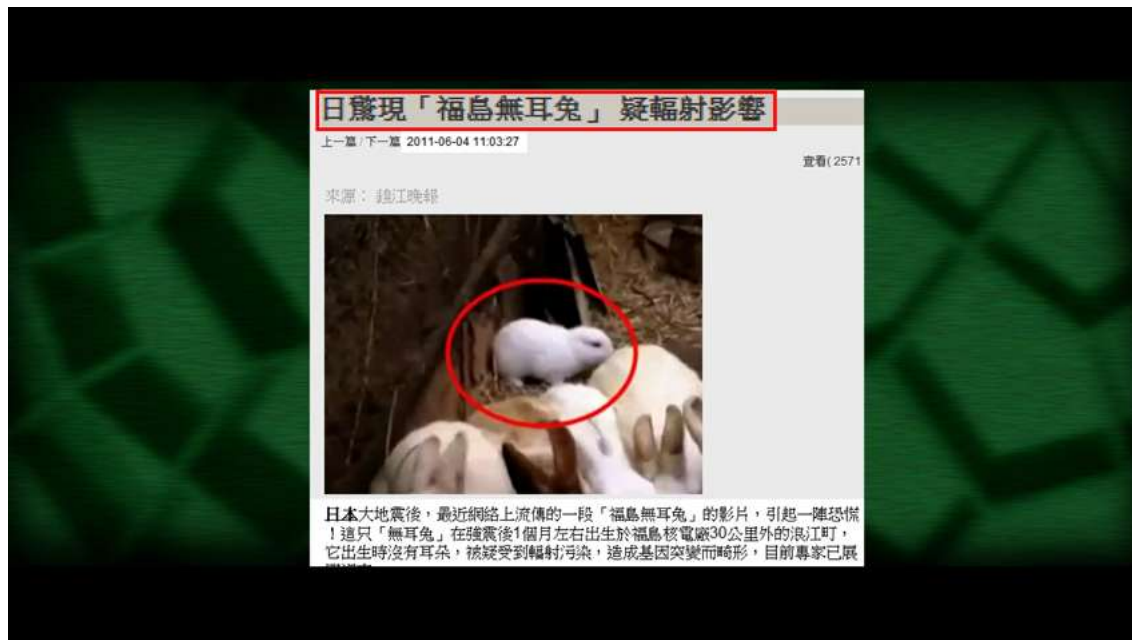 日驚現「福島無耳兔」 疑輻射影響
上一篇 / 下一篇 2011-06-04 11:03:27
查看( 2571
來源： 錢江晚報
日本大地震後，最近網絡上流傳的一段「福島無耳兔」的影片，引起一陣恐慌
！這只「無耳兔」在強震後1個月左右出生於福島核電廠30公里外的浪江町，
它出生時沒有耳朵，被疑受到輻射污染，造成基因突變而畸形，目前專家已展